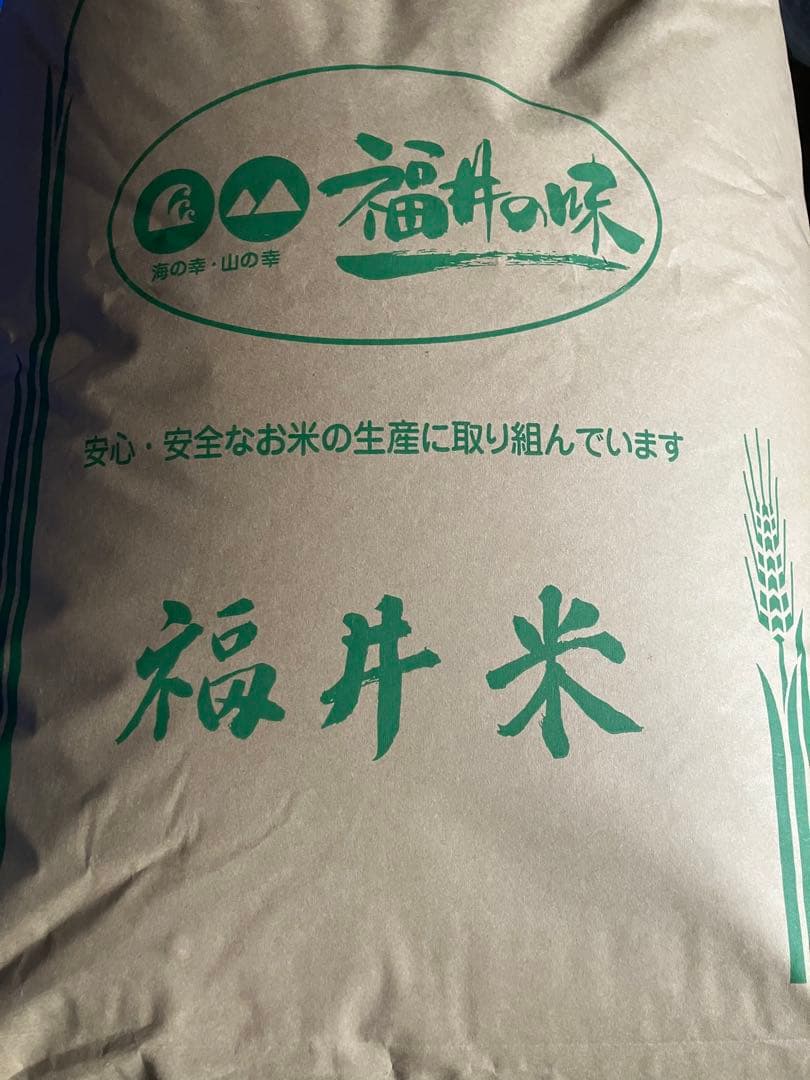 福井の味
海の幸・山の幸
安心・安全なお米の生産に取り組んでいます
福井米